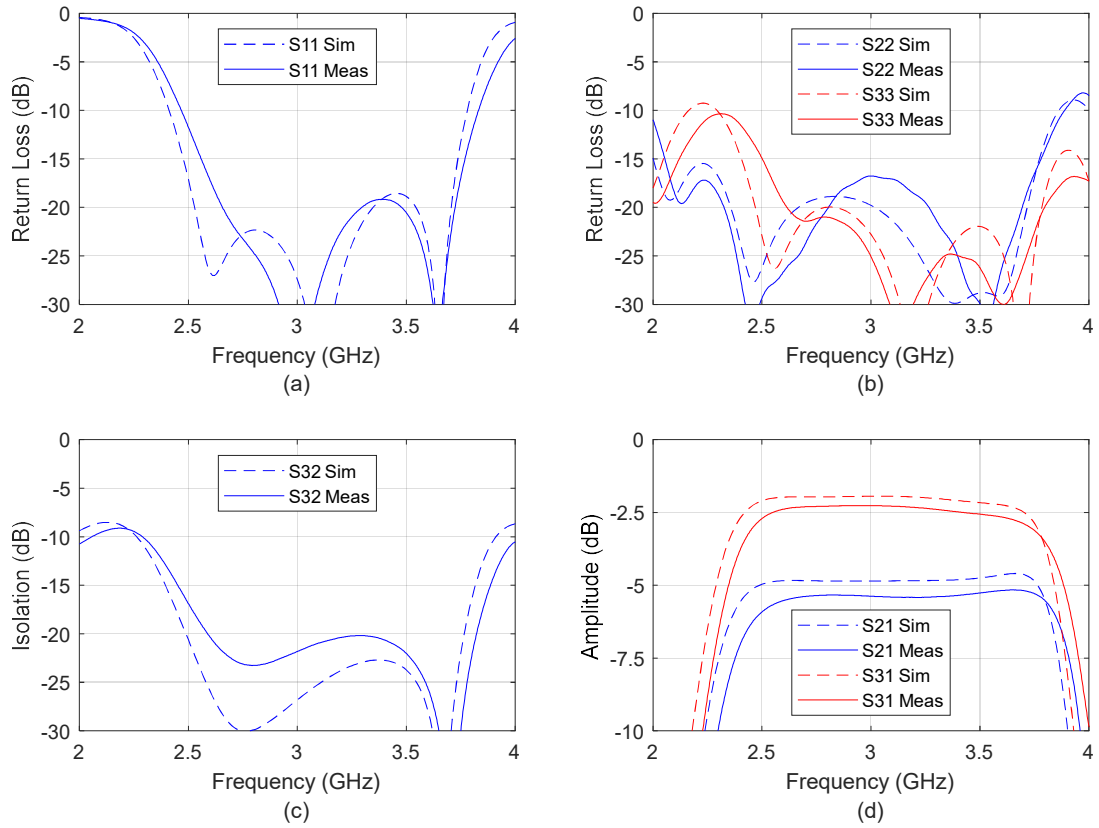 0
-5
-10
-15
-20
-25
-30
Return Loss (dB)
S11 Sim
S11 Meas
2
2.5
3
3.5
4
Frequency (GHz)
(a)
0
-5
-10
-15
-20
-25
-30
Return Loss (dB)
S22 Sim
S22 Meas
S33 Sim
S33 Meas
2
2.5
3
3.5
4
Frequency (GHz)
(b)
0
-5
-10
-15
-20
-25
-30
Isolation (dB)
S32 Sim
S32 Meas
2
2.5
3
3.5
4
Frequency (GHz)
(c)
0
-2.5
-5
-7.5
-10
Amplitude (dB)
S21 Sim
S21 Meas
S31 Sim
S31 Meas
2
2.5
3
3.5
4
Frequency (GHz)
(d)